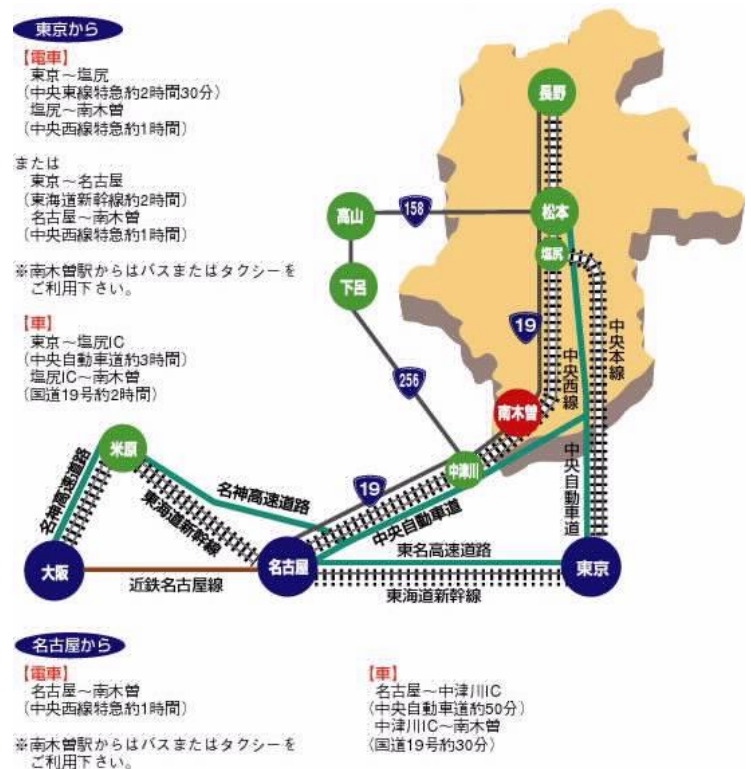 東京から
【電車】
東京～塩尻
(中央東線特急約2時間30分)
塩尻～南木曽
(中央西線特急約1時間)
または
東京～名古屋
(東海道新幹線約2時間)
名古屋～南木曽
(中央西線特急約1時間)
※南木曽駅からはバスまたはタクシーを
ご利用下さい。
【車】
東京～塩尻IC
(中央自動車道約3時間)
塩尻IC～南木曽
(国道19号約2時間)
長野
高山
158
松本
塩尻
下呂
19
中央西線
中央本線
256
南木曽
米原
中津川
中央自動車道
名神高速道路
東海道新幹線
名神高速道路
19
中央自動車道
大阪
近鉄名古屋線
名古屋
東名高速道路
東海道新幹線
東京
名古屋から
【電車】
名古屋～南木曽
(中央西線特急約1時間)
※南木曽駅からはバスまたはタクシーを
ご利用下さい。
【車】
名古屋～中津川IC
(中央自動車道約50分)
中津川IC～南木曽
(国道19号約30分)